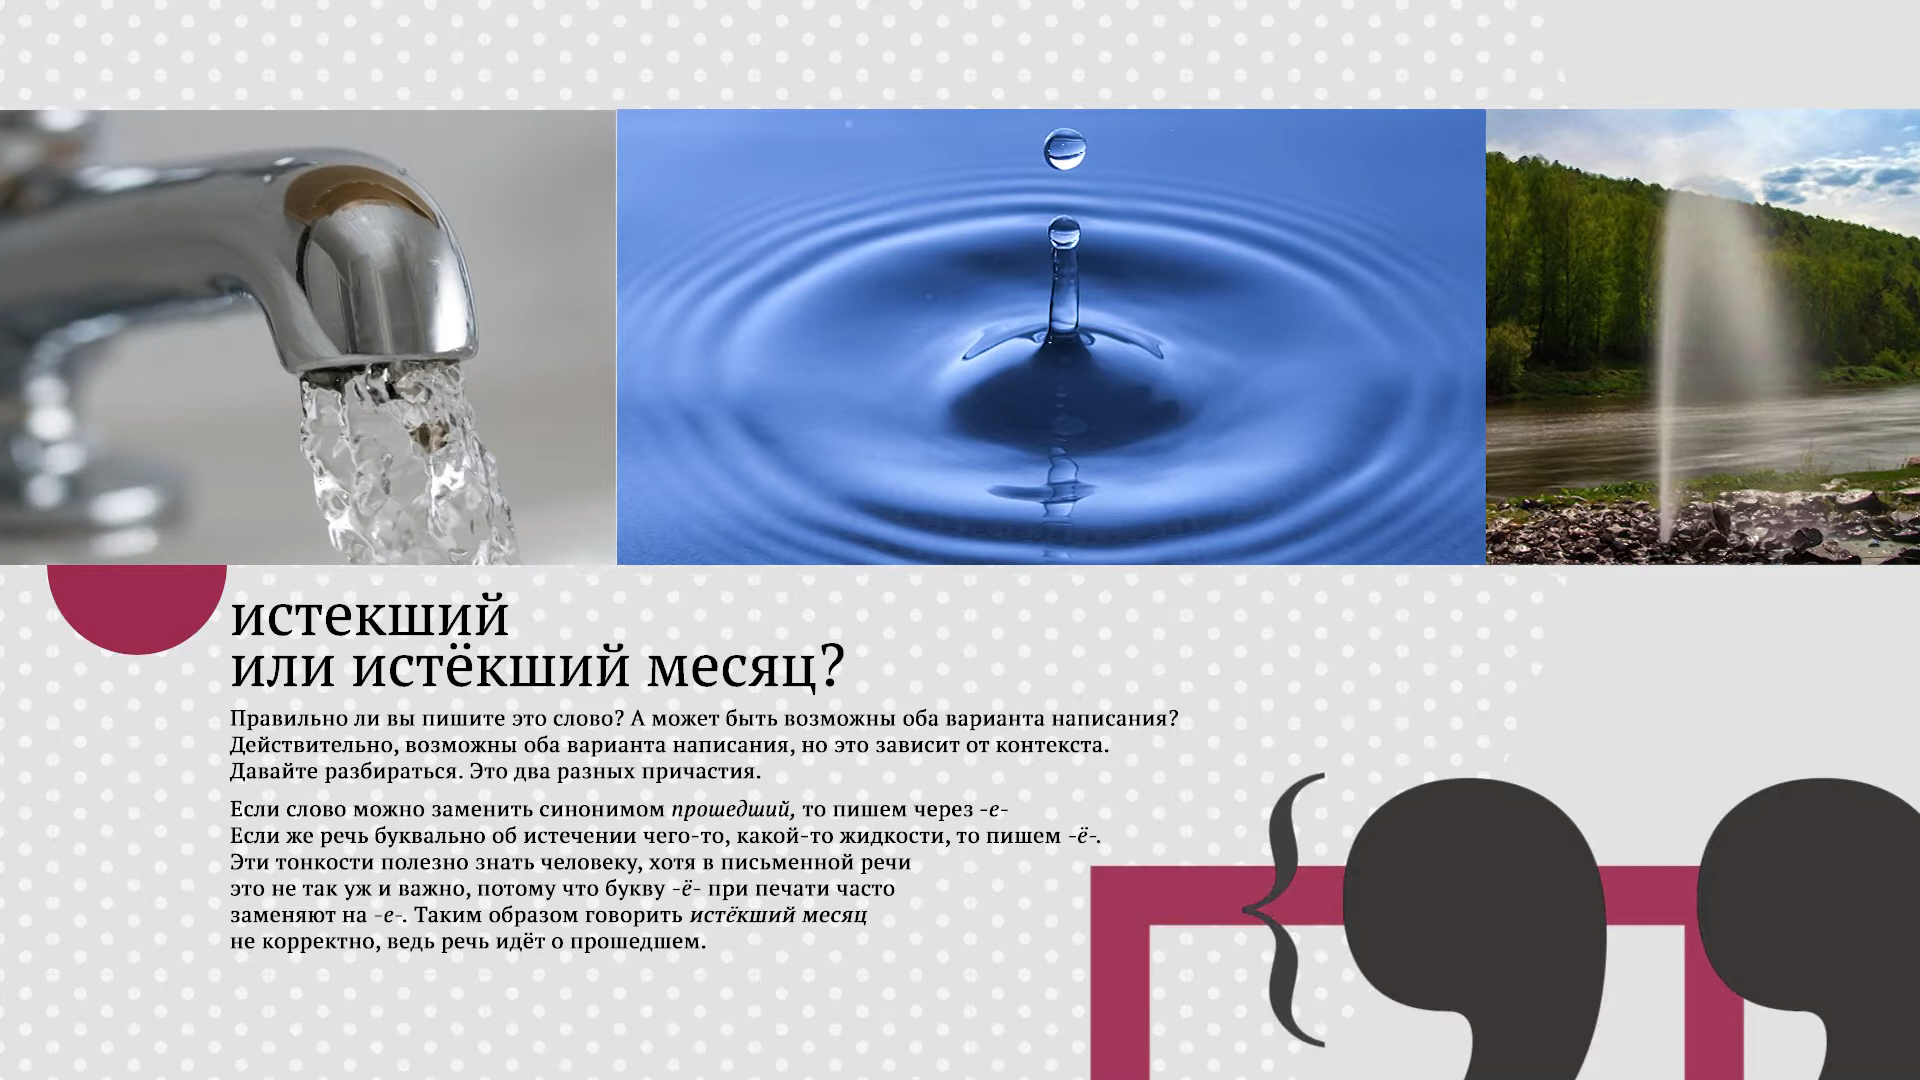 истекший
или истёкший месяц?
Правильно ли вы пишите это слово? А может быть возможны оба варианта написания?
Действительно, возможны оба варианта написания, но это зависит от контекста.
Давайте разбираться. Это два разных причастия.
Если слово можно заменить синонимом прошедший, то пишем через -е-
Если же речь буквально об истечении чего-то, какой-то жидкости, то пишем -ё-.
Эти тонкости полезно знать человеку, хотя в письменной речи
это не так уж и важно, потому что букву -ё- при печати часто
заменяют на -е-. Таким образом говорить истёкший месяц
не корректно, ведь речь идёт о прошедшем.